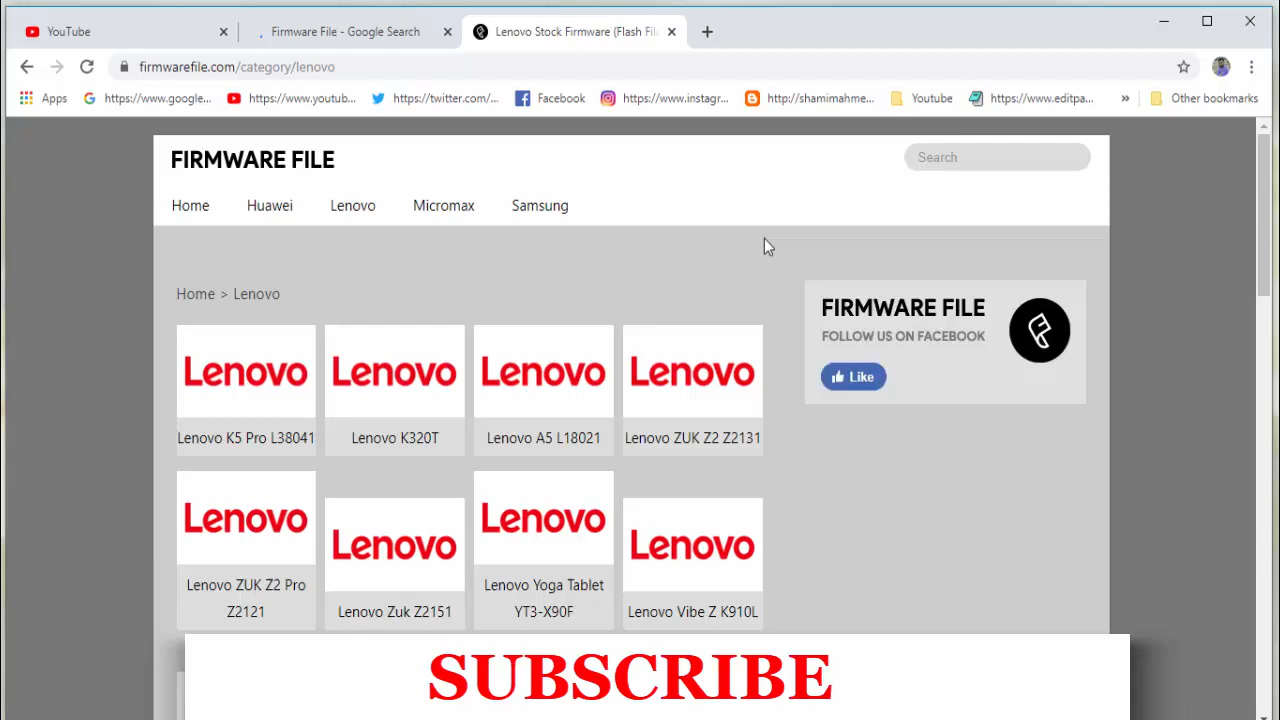 YouTube
Firmware File - Google Search
Lenovo Stock Firmware (Flash File
firmwarefile.com/category/lenovo
Apps
https://www.google...
https://www.youtub...
https://twitter.com/...
Facebook
https://www.instagr...
http://shamimahme...
Youtube
https://www.editpa...
»
Other bookmarks
FIRMWARE FILE
Search
Home
Huawei
Lenovo
Micromax
Samsung
Home > Lenovo
FIRMWARE FILE
FOLLOW US ON FACEBOOK
Like
Lenovo
Lenovo
Lenovo
Lenovo
Lenovo K5 Pro L38041
Lenovo K320T
Lenovo A5 L18021
Lenovo ZUK Z2 Z2131
Lenovo
Lenovo
Lenovo
Lenovo
Lenovo ZUK Z2 Pro
Z2121
Lenovo Zuk Z2151
Lenovo Yoga Tablet
YT3-X90F
Lenovo Vibe Z K910L
SUBSCRIBE